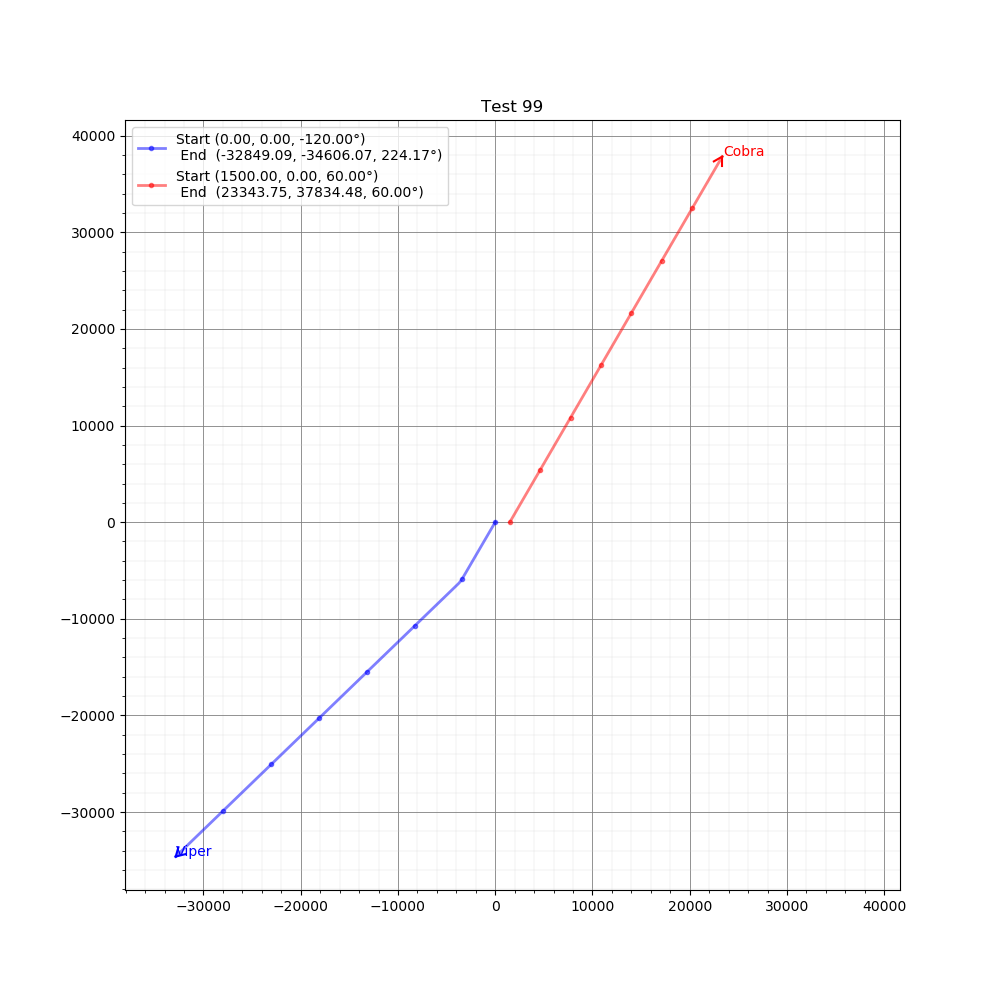 Test 99
Start (0.00, 0.00, -120.00°)
End (-32849.09, -34606.07, 224.17°)
Start (1500.00, 0.00, 60.00°)
End (23343.75, 37834.48, 60.00°)
Cobra
Viper
40000
30000
20000
10000
0
−10000
−20000
−30000
−30000 −20000 −10000 0 10000 20000 30000 40000